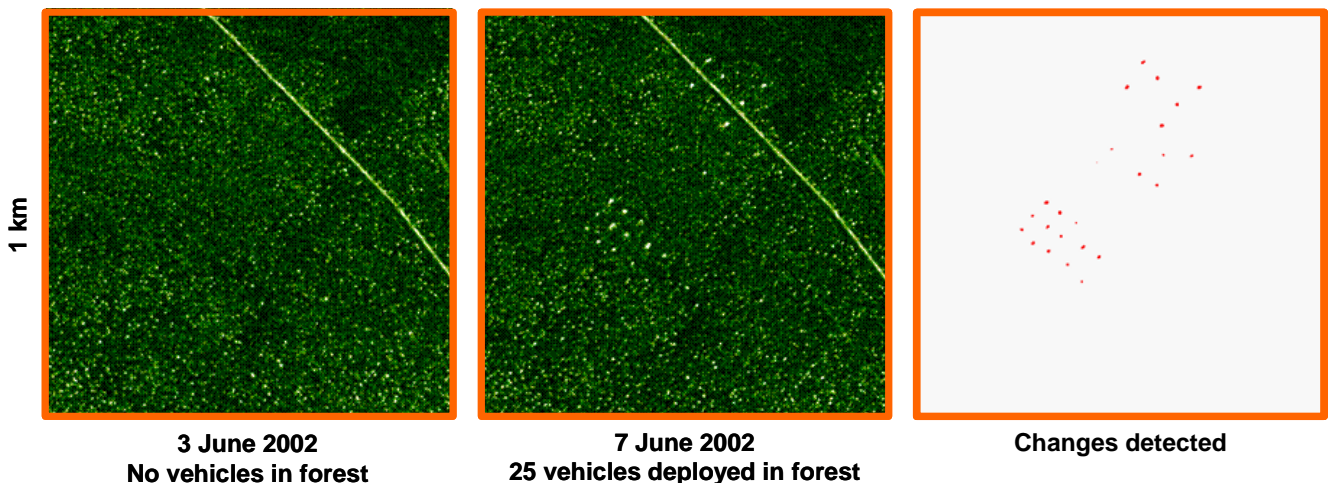 1 km
3 June 2002
No vehicles in forest
7 June 2002
25 vehicles deployed in forest
Changes detected